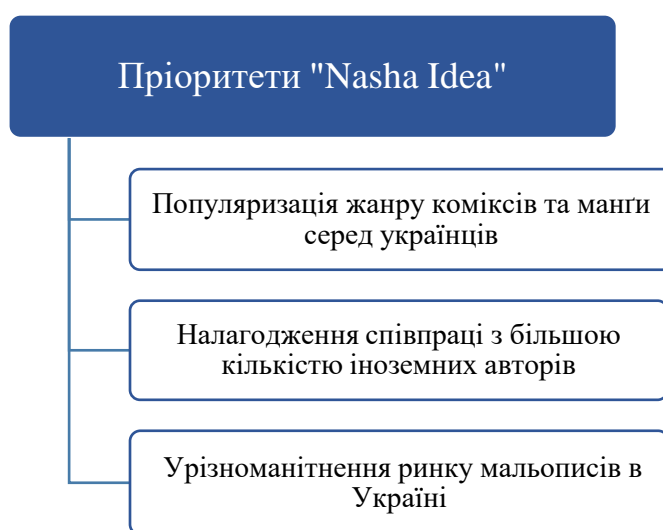 Пріоритети "Nasha Idea"
Популяризація жанру коміксів та манґи
серед українців
Налагодження співпраці з більшою
кількістю іноземних авторів
Урізноманітнення ринку мальописів в
Україні